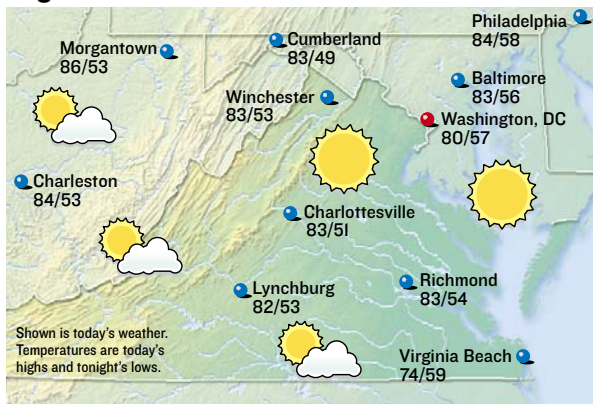 Philadelphia
84/58
Morgantown
86/53
Cumberland
83/49
Baltimore
83/56
Winchester
83/53
Washington, DC
80/57
Charleston
84/53
Charlottesville
83/51
Lynchburg
82/53
Richmond
83/54
Shown is today's weather.
Temperatures are today's
highs and tonight's lows.
Virginia Beach
74/59